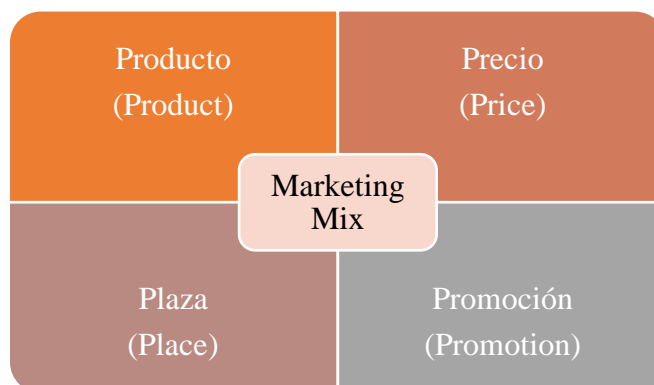 Producto
(Product)
Precio
(Price)
Marketing
Mix
Plaza
(Place)
Promoción
(Promotion)